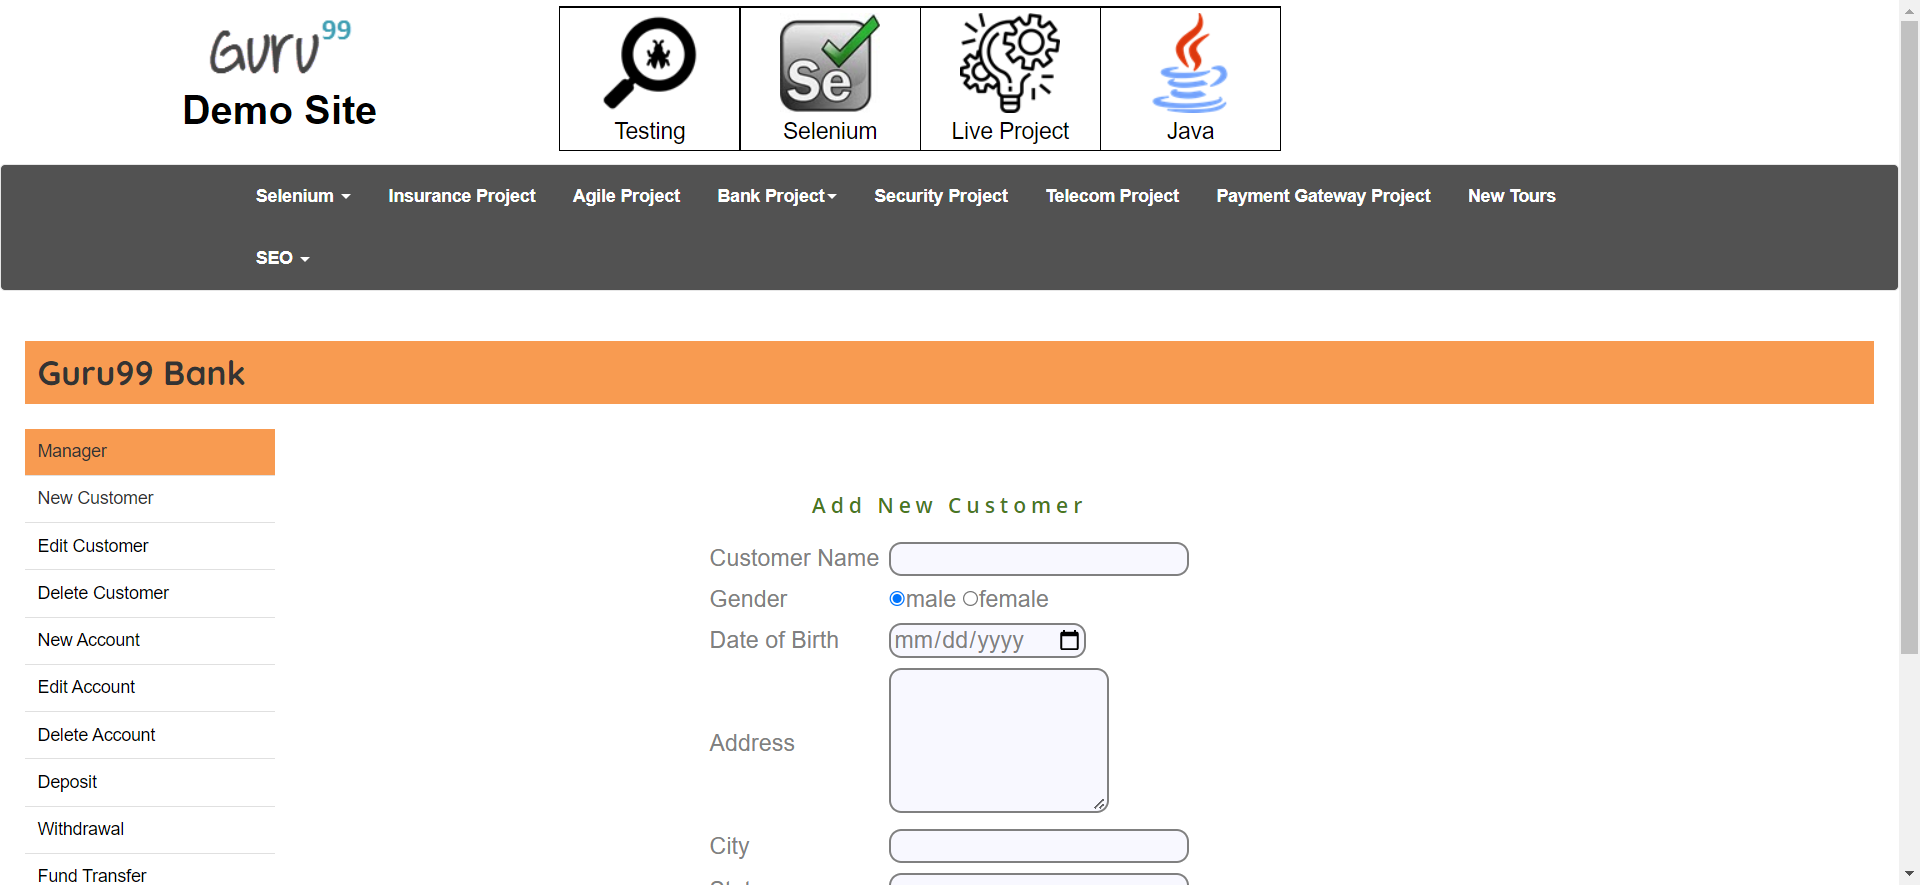 Guru99
Demo Site
Se
Testing
Selenium
Live Project
Java
Selenium
Insurance Project
Agile Project
Bank Project
Security Project
Telecom Project
Payment Gateway Project
New Tours
SEO
Guru99 Bank
Manager
New Customer
Edit Customer
Delete Customer
New Account
Edit Account
Delete Account
Deposit
Withdrawal
Fund Transfer
Add New Customer
Customer Name
Gender male female
Date of Birth mm/dd/yyyy
Address
City